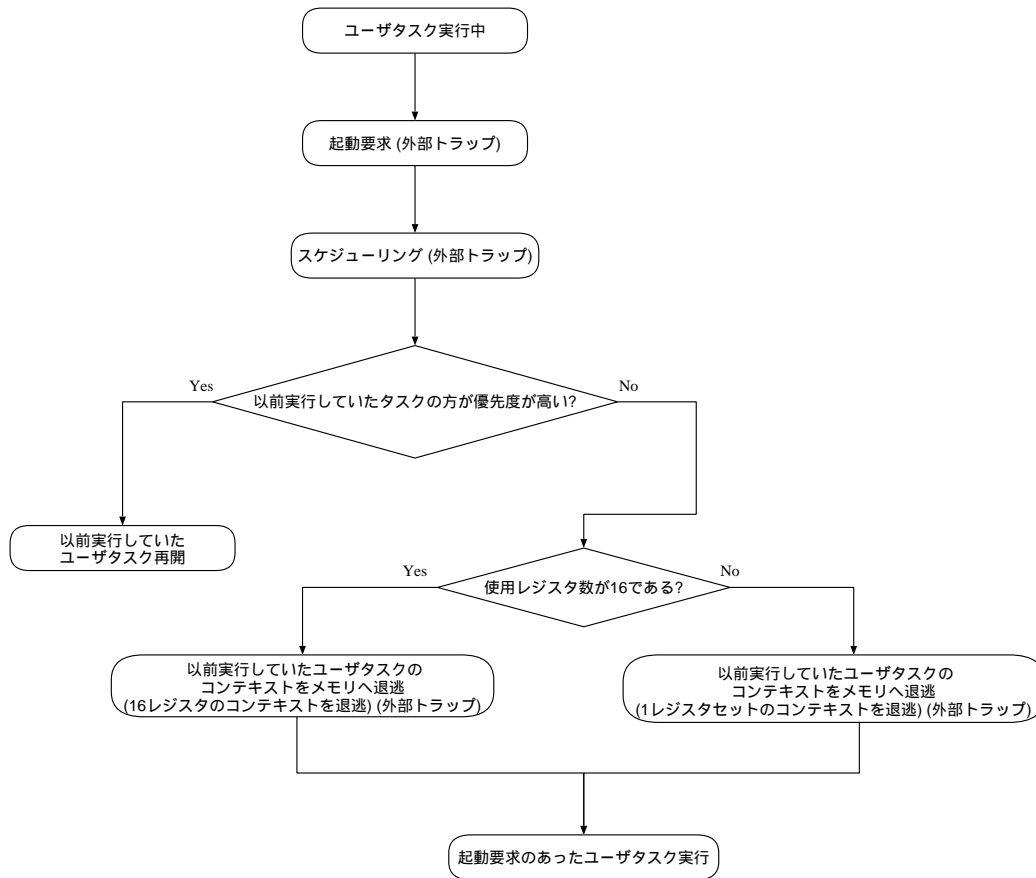 ユーザタスク実行中
起動要求 (外部トラップ)
スケジューリング (外部トラップ)
Yes
No
以前実行していたタスクの方が優先度が高い?
以前実行していた
ユーザタスク再開
Yes
No
使用レジスタ数が16である?
以前実行していたユーザタスクの
コンテキストをメモリへ退逃
(16レジスタのコンテキストを退逃) (外部トラップ)
以前実行していたユーザタスクの
コンテキストをメモリへ退逃
(1レジスタセットのコンテキストを退逃) (外部トラップ)
起動要求のあったユーザタスク実行